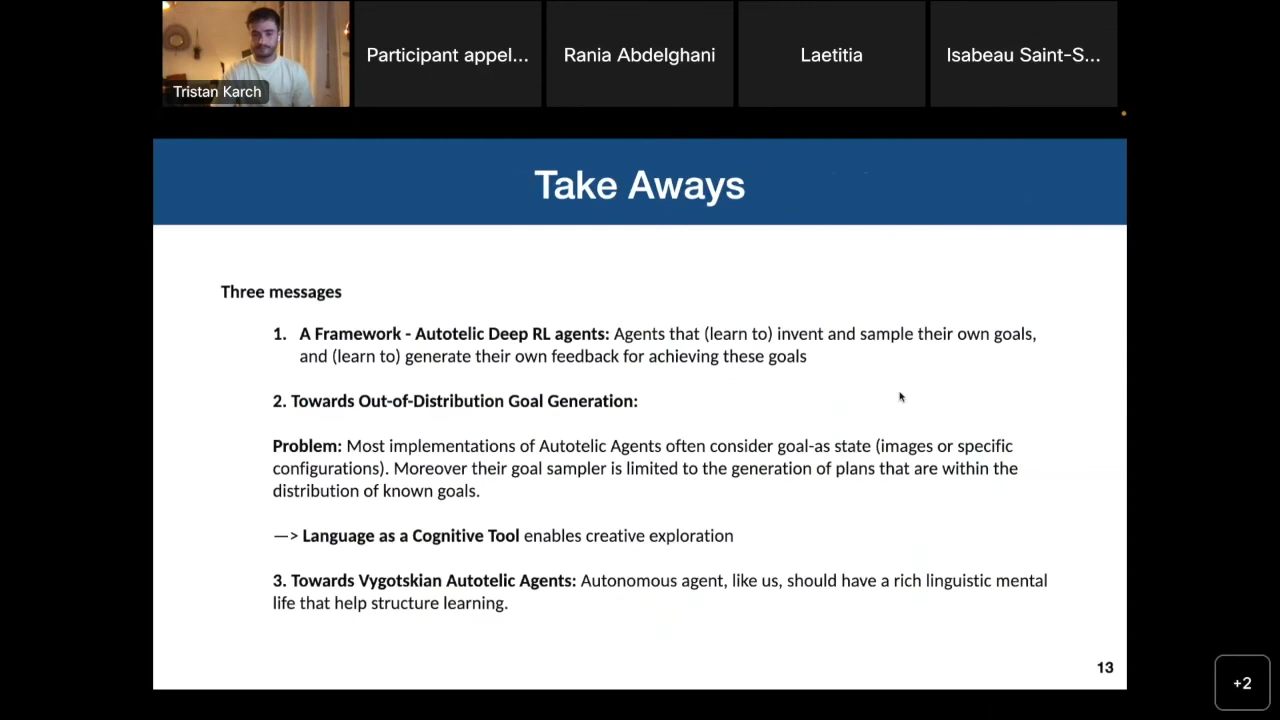 Participant appel...
Rania Abdelghani
Laetitia
Isabeau Saint-S...
Tristan Karch
Take Aways
Three messages
1. A Framework - Autotelic Deep RL agents: Agents that (learn to) invent and sample their own goals,
and (learn to) generate their own feedback for achieving these goals
2. Towards Out-of-Distribution Goal Generation:
Problem: Most implementations of Autotelic Agents often consider goal-as state (images or specific
configurations). Moreover their goal sampler is limited to the generation of plans that are within the
distribution of known goals.
—> Language as a Cognitive Tool enables creative exploration
3. Towards Vygotskian Autotelic Agents: Autonomous agent, like us, should have a rich linguistic mental
life that help structure learning.
13
+2